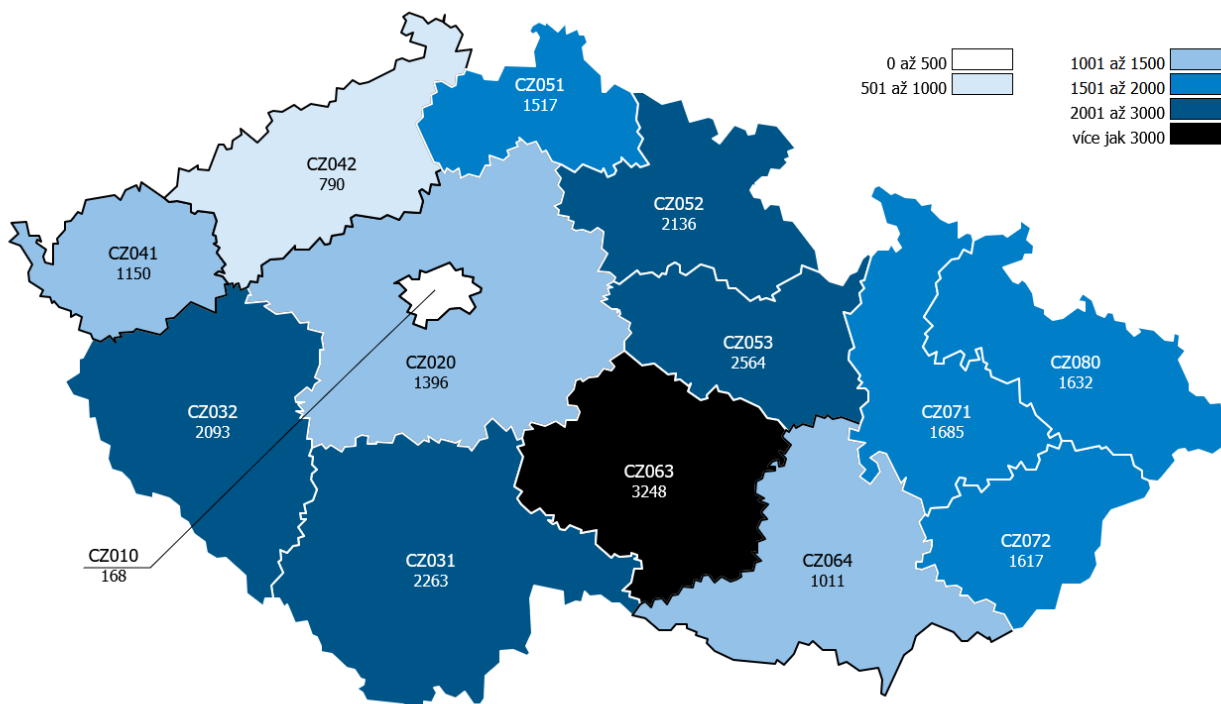 0 až 500
501 až 1000
1001 až 1500
1501 až 2000
2001 až 3000
více jak 3000
CZ051
1517
CZ042
790
CZ052
2136
CZ041
1150
CZ053
2564
CZ020
1396
CZ080
1632
CZ032
2093
CZ071
1685
CZ063
3248
CZ010
168
CZ031
2263
CZ064
1011
CZ072
1617